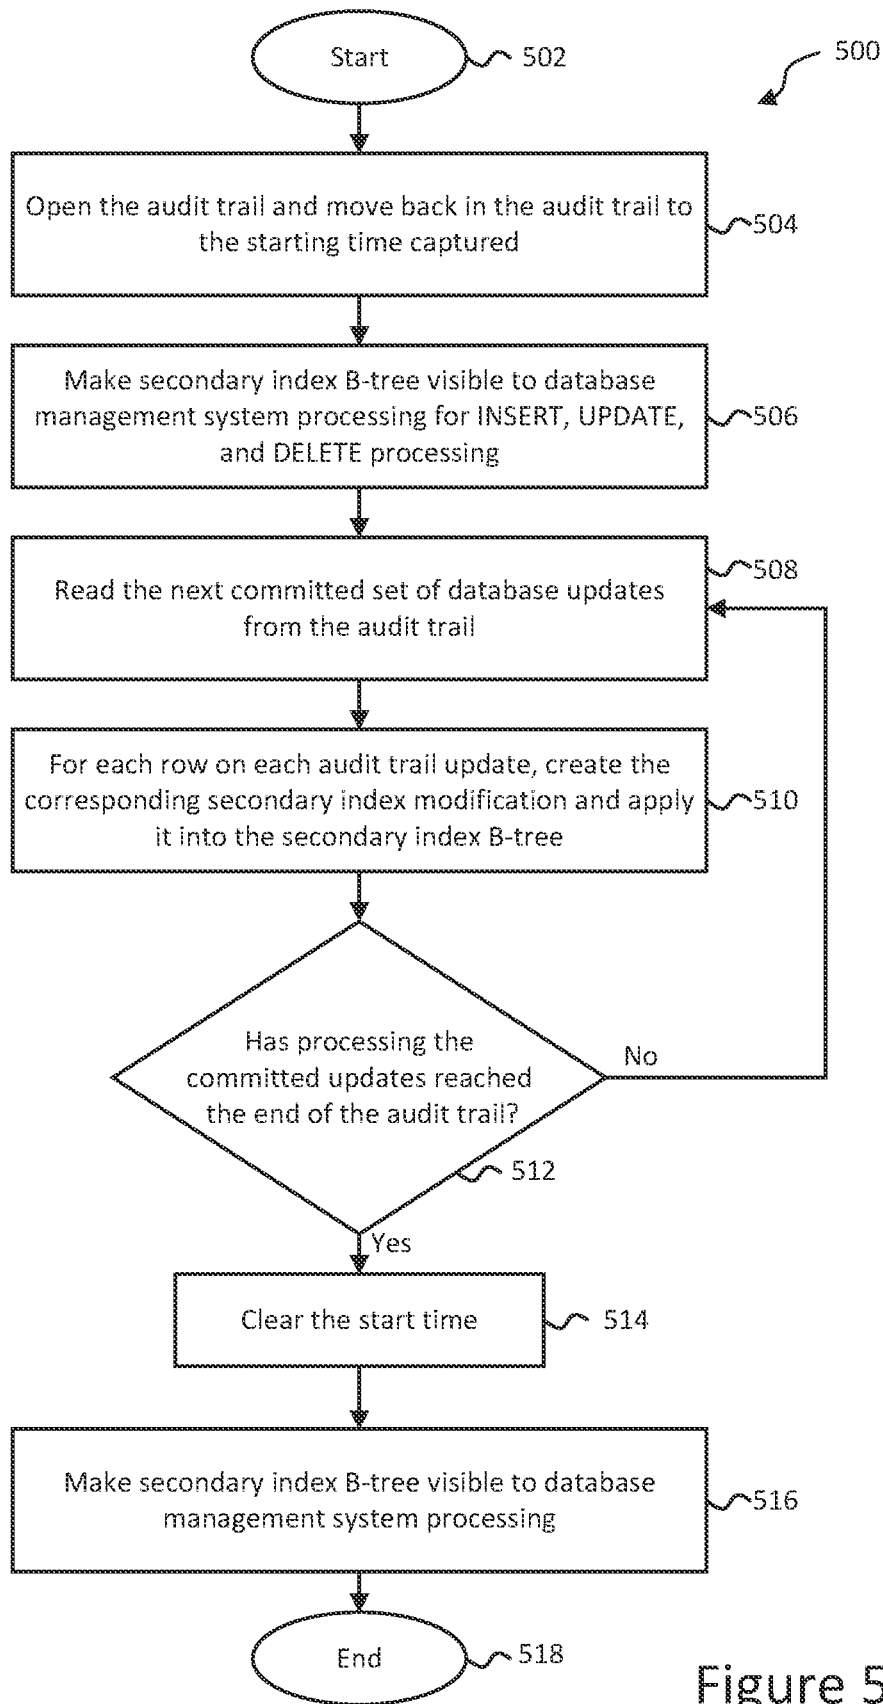 Start
502
500
Open the audit trail and move back in the audit trail to
the starting time captured
504
Make secondary index B-tree visible to database
management system processing for INSERT, UPDATE,
and DELETE processing
506
Read the next committed set of database updates
from the audit trail
508
For each row on each audit trail update, create the
corresponding secondary index modification and apply
it into the secondary index B-tree
510
Has processing the
committed updates reached
the end of the audit trail?
No
512
Yes
Clear the start time
514
Make secondary index B-tree visible to database
management system processing
516
End
518
Figure 5